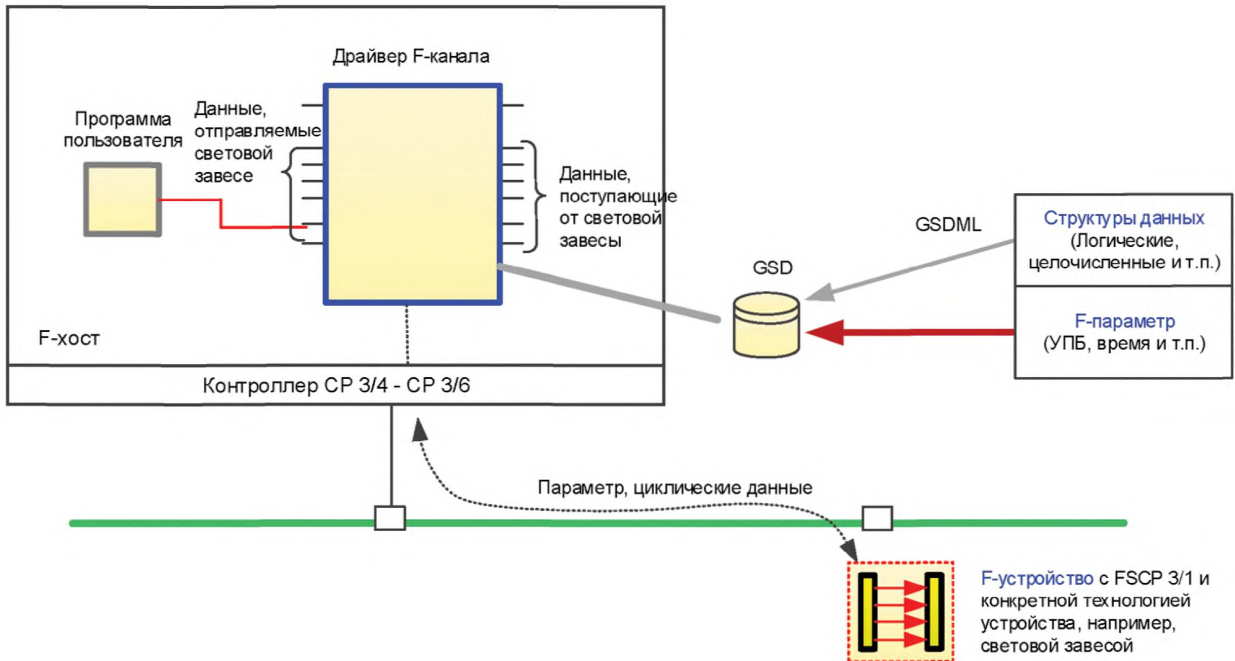 Драйвер F-канала
Программа
пользователя
Данные,
отправляемые
световой
завесе
Данные,
поступающие
от световой
завесы
F-хост
Контроллер CP 3/4 - CP 3/6
GSDML
GSD
Структуры данных
(Логические,
целочисленные и т.п.)
F-параметр
(УПБ, время и т.п.)
Параметр, циклические данные
F-устройство с FSCP 3/1 и
конкретной технологией
устройства, например,
световой завесой